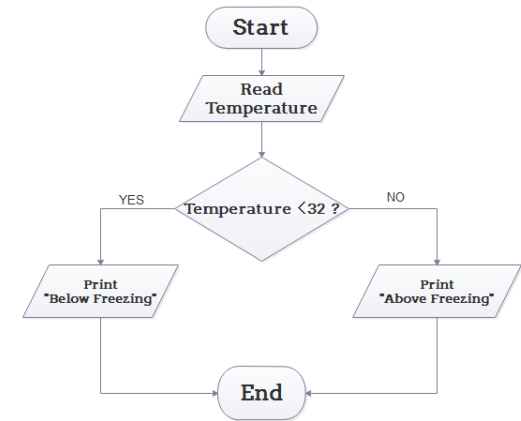 Start
Read
Temperature
Temperature <32 ?
YES
NO
Print
"Below Freezing"
Print
"Above Freezing"
End